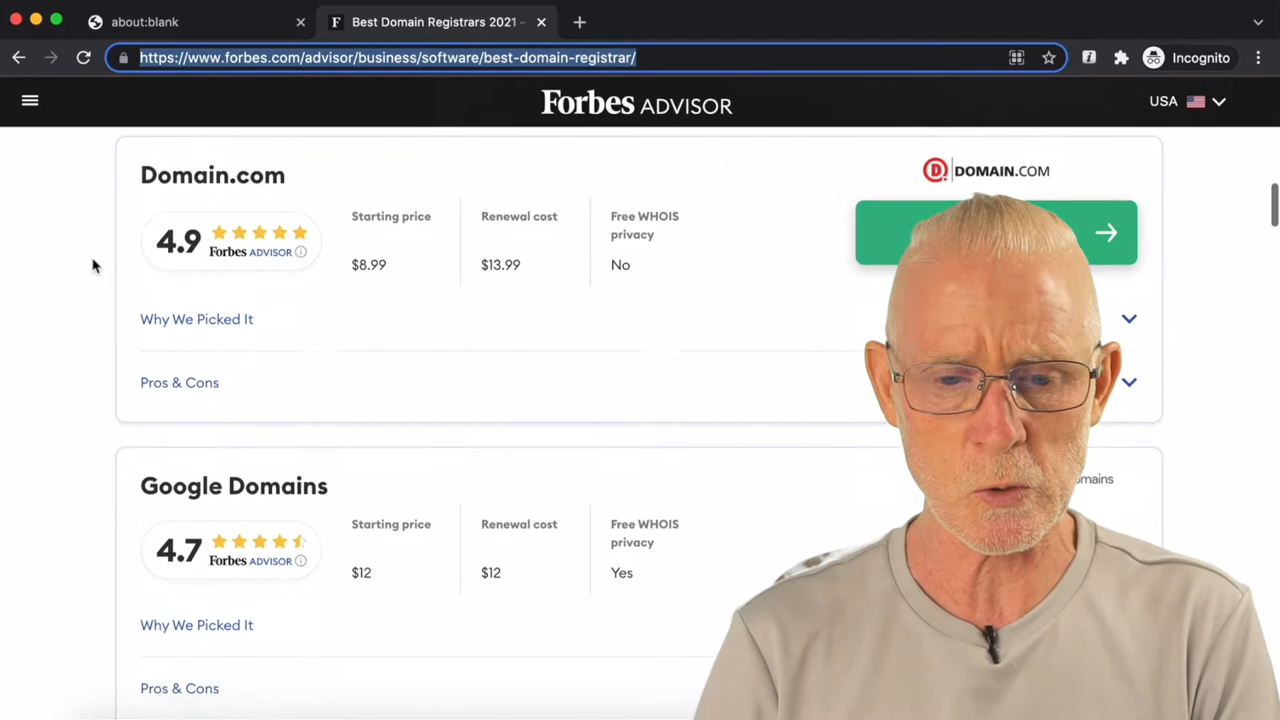 about:blank
Best Domain Registrars 2021 –
https://www.forbes.com/advisor/business/software/best-domain-registrar/
Incognito
Forbes ADVISOR
USA
Domain.com
DOMAIN.COM
4.9
Forbes ADVISOR
Starting price
$8.99
Renewal cost
$13.99
Free WHOIS
privacy
No
Why We Picked It
Pros & Cons
Google Domains
4.7
Forbes ADVISOR
Starting price
$12
Renewal cost
$12
Free WHOIS
privacy
Yes
Why We Picked It
Pros & Cons